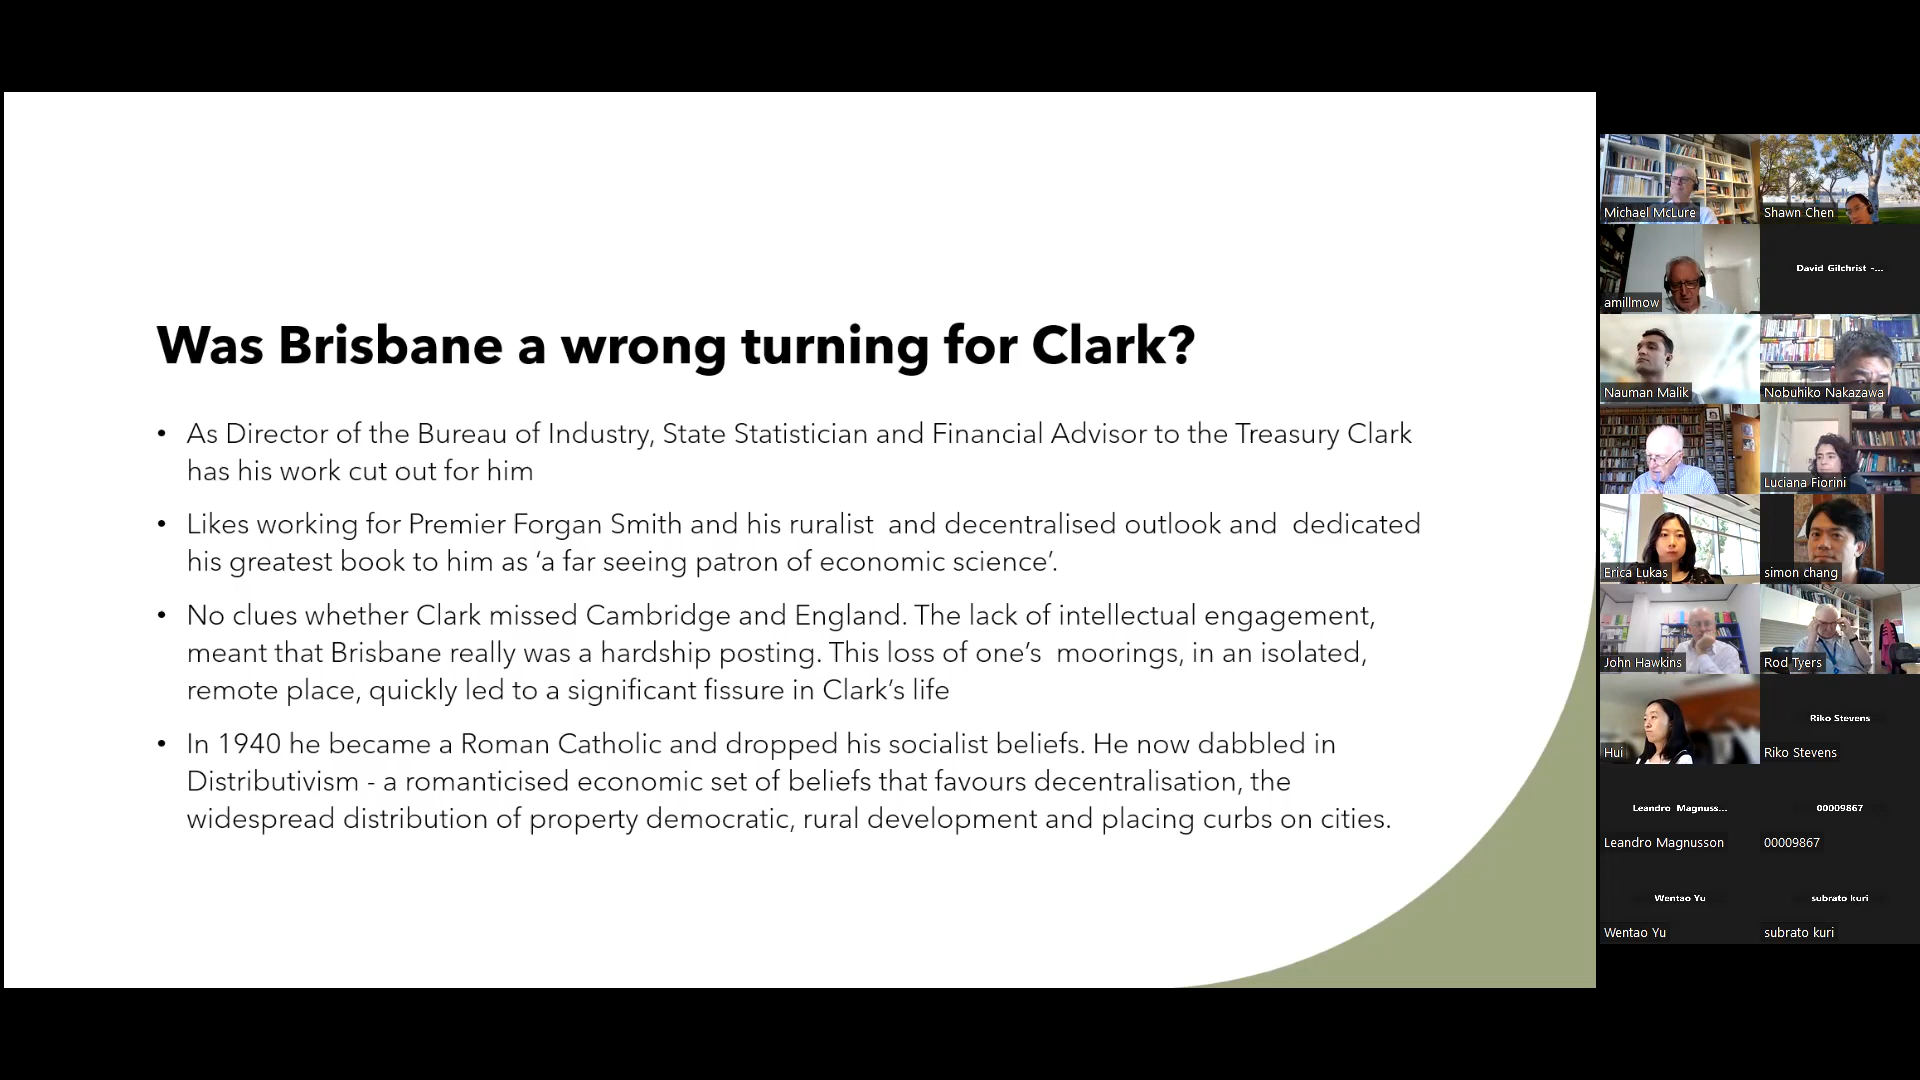 Was Brisbane a wrong turning for Clark?
• As Director of the Bureau of Industry, State Statistician and Financial Advisor to the Treasury Clark
has his work cut out for him
• Likes working for Premier Forgan Smith and his ruralist  and decentralised outlook and  dedicated
his greatest book to him as ‘a far seeing patron of economic science’.
• No clues whether Clark missed Cambridge and England. The lack of intellectual engagement,
meant that Brisbane really was a hardship posting. This loss of one’s  moorings, in an isolated,
remote place, quickly led to a significant fissure in Clark’s life
• In 1940 he became a Roman Catholic and dropped his socialist beliefs. He now dabbled in
Distributivism - a romanticised economic set of beliefs that favours decentralisation, the
widespread distribution of property democratic, rural development and placing curbs on cities.
Michael McLure
Shawn Chen
amillmow
David Gilchrist -...
Nauman Malik
Nobuhiko Nakazawa
Luciana Fiorini
Erica Lukas
simon chang
John Hawkins
Rod Tyers
Hui
Riko Stevens
Riko Stevens
Leandro Magnuss...
Leandro Magnusson
00009867
00009867
Wentao Yu
Wentao Yu
subrato kuri
subrato kuri